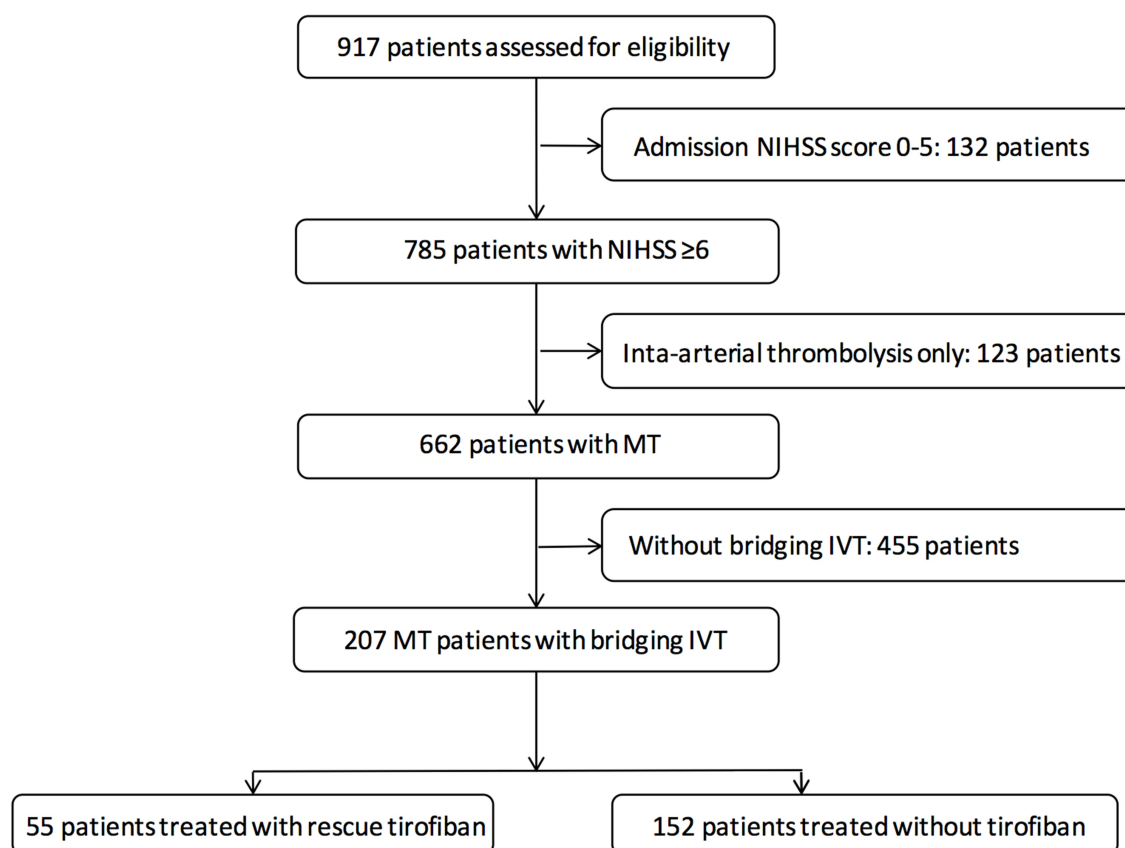 917 patients assessed for eligibility
Admission NIHSS score 0-5: 132 patients
785 patients with NIHSS ≥6
Inta-arterial thrombolysis only: 123 patients
662 patients with MT
Without bridging IVT: 455 patients
207 MT patients with bridging IVT
55 patients treated with rescue tirofiban
152 patients treated without tirofiban